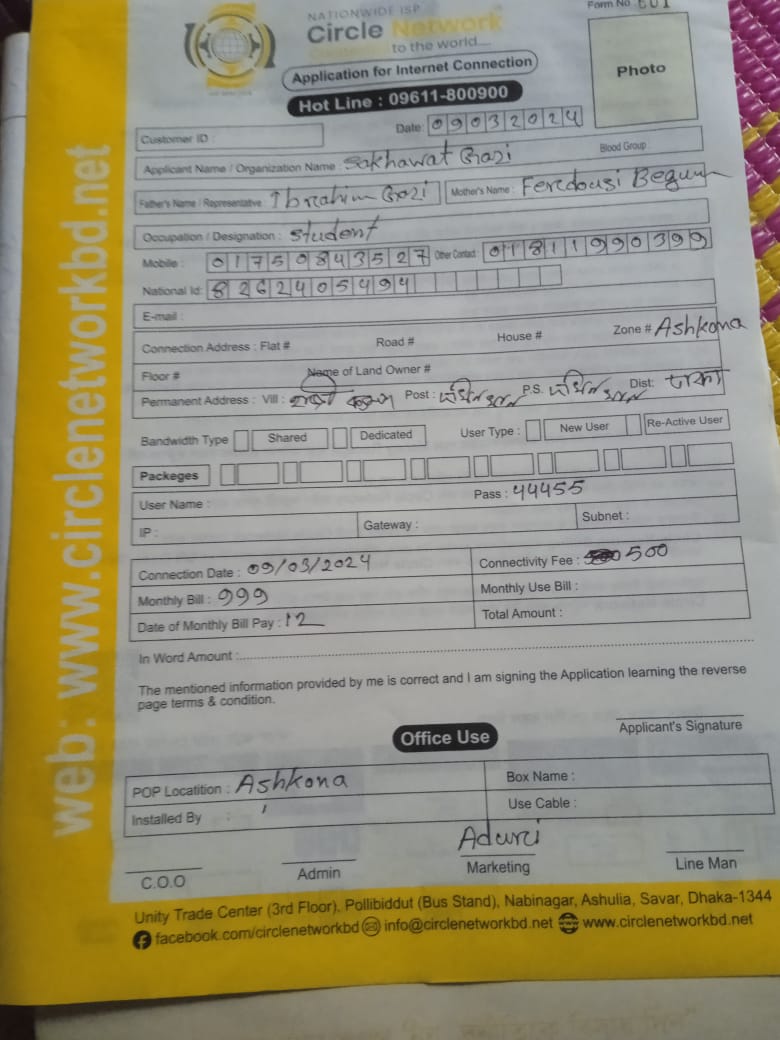 NATIONWIDE ISP
Form No 501
Circle Network
to the world....
Application for Internet Connection
Photo
Hot Line : 09611-800900
Date: 09032024
Customer ID :
Applicant Name / Organization Name : Sakhawat Gazi Blood Group :
Father's Name / Representative : Ibrahim Gazi Mother's Name : Feredousi Begum
Occupation / Designation : Student
Mobile : 01750843527 Other Contact : 01811990399
National Id: 8262405494
E-mail :
Connection Address : Flat # Road # House # Zone # Ashkona
Floor # Name of Land Owner #
Permanent Address : Vill : হাজী Post : দক্ষিণখান P.S. দক্ষিণখান Dist: ঢাকা
Bandwidth Type Shared Dedicated User Type : New User Re-Active User
Packeges
User Name : Pass : 44455
IP : Gateway : Subnet :
Connection Date : 09/03/2024 Connectivity Fee : 500
Monthly Bill : 999 Monthly Use Bill :
Date of Monthly Bill Pay : 12 Total Amount :
In Word Amount :
The mentioned information provided by me is correct and I am signing the Application learning the reverse
page terms & condition.
Applicant's Signature
Office Use
POP Locatition : Ashkona Box Name :
Installed By : Use Cable :
C.O.O Admin Marketing Line Man
Unity Trade Center (3rd Floor), Pollibiddut (Bus Stand), Nabinagar, Ashulia, Savar, Dhaka-1344
facebook.com/circlenetworkbd info@circlenetworkbd.net www.circlenetworkbd.net
web: www.circlenetworkbd.net